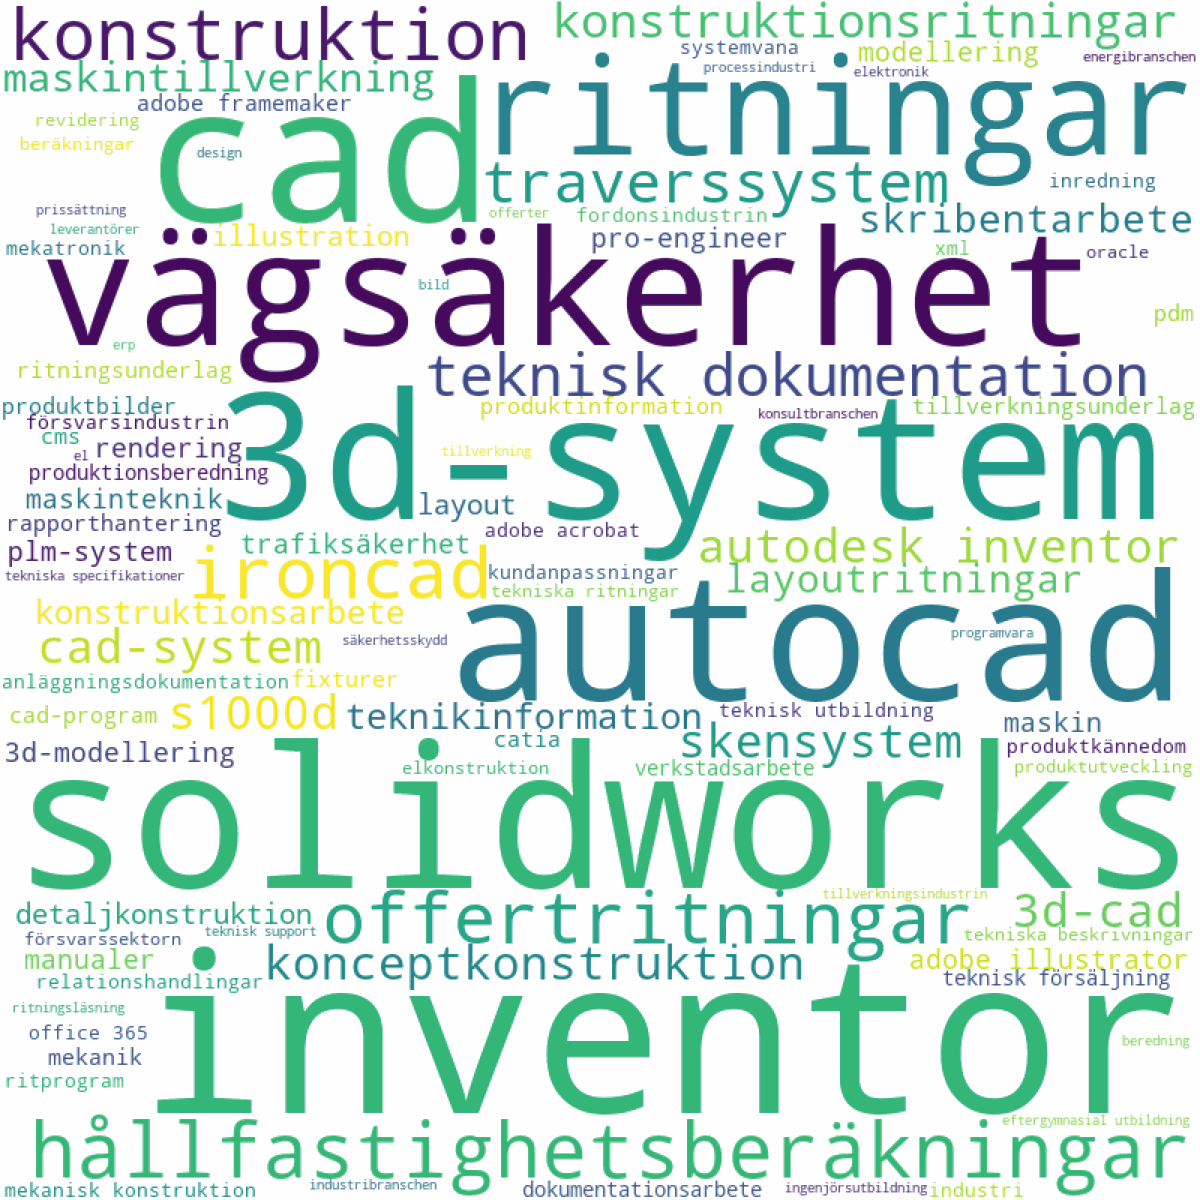 konstruktion
konstruktionsritningar
systemvana
modellering
energibranschen
maskintillverkning
processindustri
elektronik
ritningar
cad
adobe framemaker
revidering
beräkningar
design
traverssystem
inredning
prissättning
leverantörer
mekatronik
illustration
offerter
fordonsindustrin
skribentarbete
pro-engineer
xml
oracle
vägsäkerhet
bild
pdm
erp
ritningsunderlag
teknisk dokumentation
produktbilder
3d-system
produktinformation
konsultbranschen
tillverkningsunderlag
försvarsindustrin
cms
el
rendering
tillverkning
produktionsberedning
maskinteknik
layout
rapporthantering
adobe acrobat
plm-system
trafiksäkerhet
autodesk inventor
tekniska specifikationer
ironcad
kundanpassningar
layoutritningar
tekniska ritningar
autocad
konstruktionsarbete
cad-system
säkerhetsskydd
programvara
anläggningsdokumentation
fixturer
cad-program
s1000d
teknikinformation
teknisk utbildning
maskin
3d-modellering
catia
skensystem
produktkännedom
elkonstruktion
verkstadsarbete
produktutveckling
solidworks
detaljkonstruktion
offertritningar
tillverkningsindustrin
3d-cad
teknisk support
försvarssektorn
tekniska beskrivningar
manualer
konceptkonstruktion
adobe illustrator
relationshandlingar
teknisk försäljning
inventor
ritningsläsning
office 365
mekanik
beredning
ritprogram
hållfastighetsberäkningar
eftergymnasial utbildning
mekanisk konstruktion
industribranschen
dokumentationsarbete
ingenjörsutbildning
industri